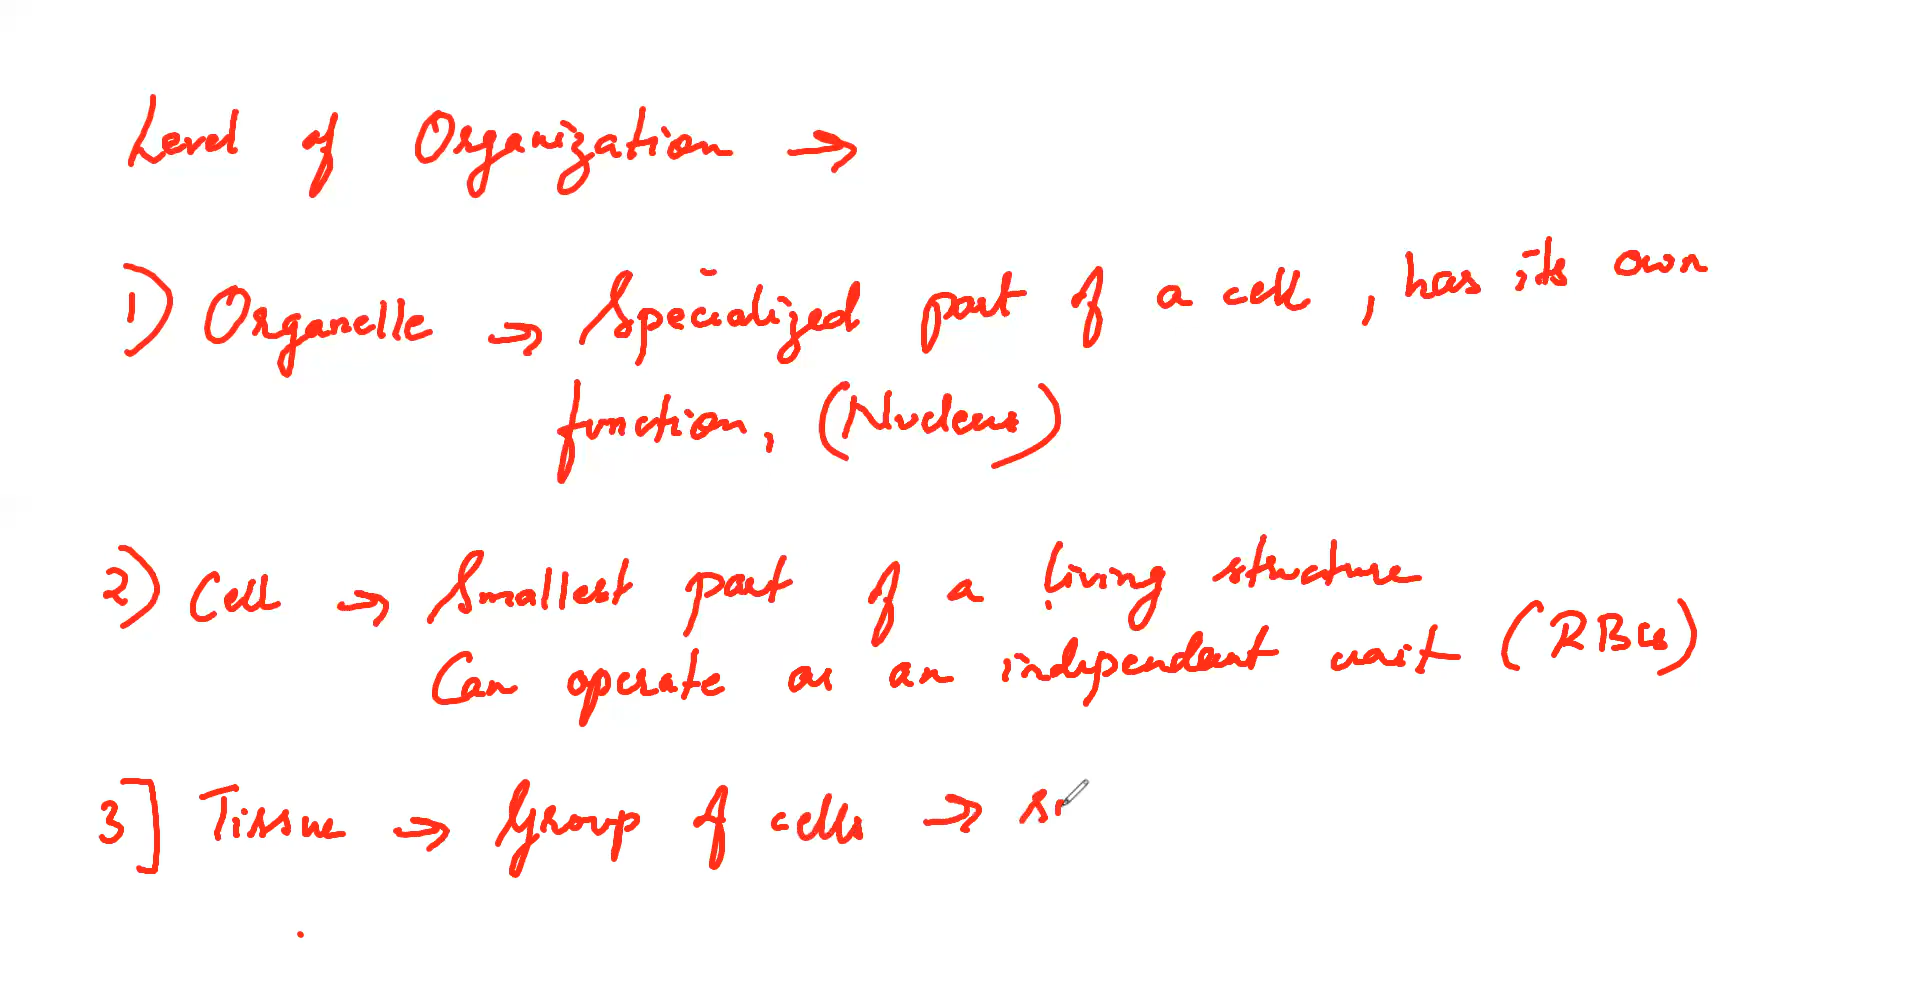 Level of Organization →
1) Organelle → Specialized part of a cell, has its own
function, (Nucleus)
2) Cell → Smallest part of a living structure
Can operate as an independent unit (RBCs)
3] Tissue → Group of cells →